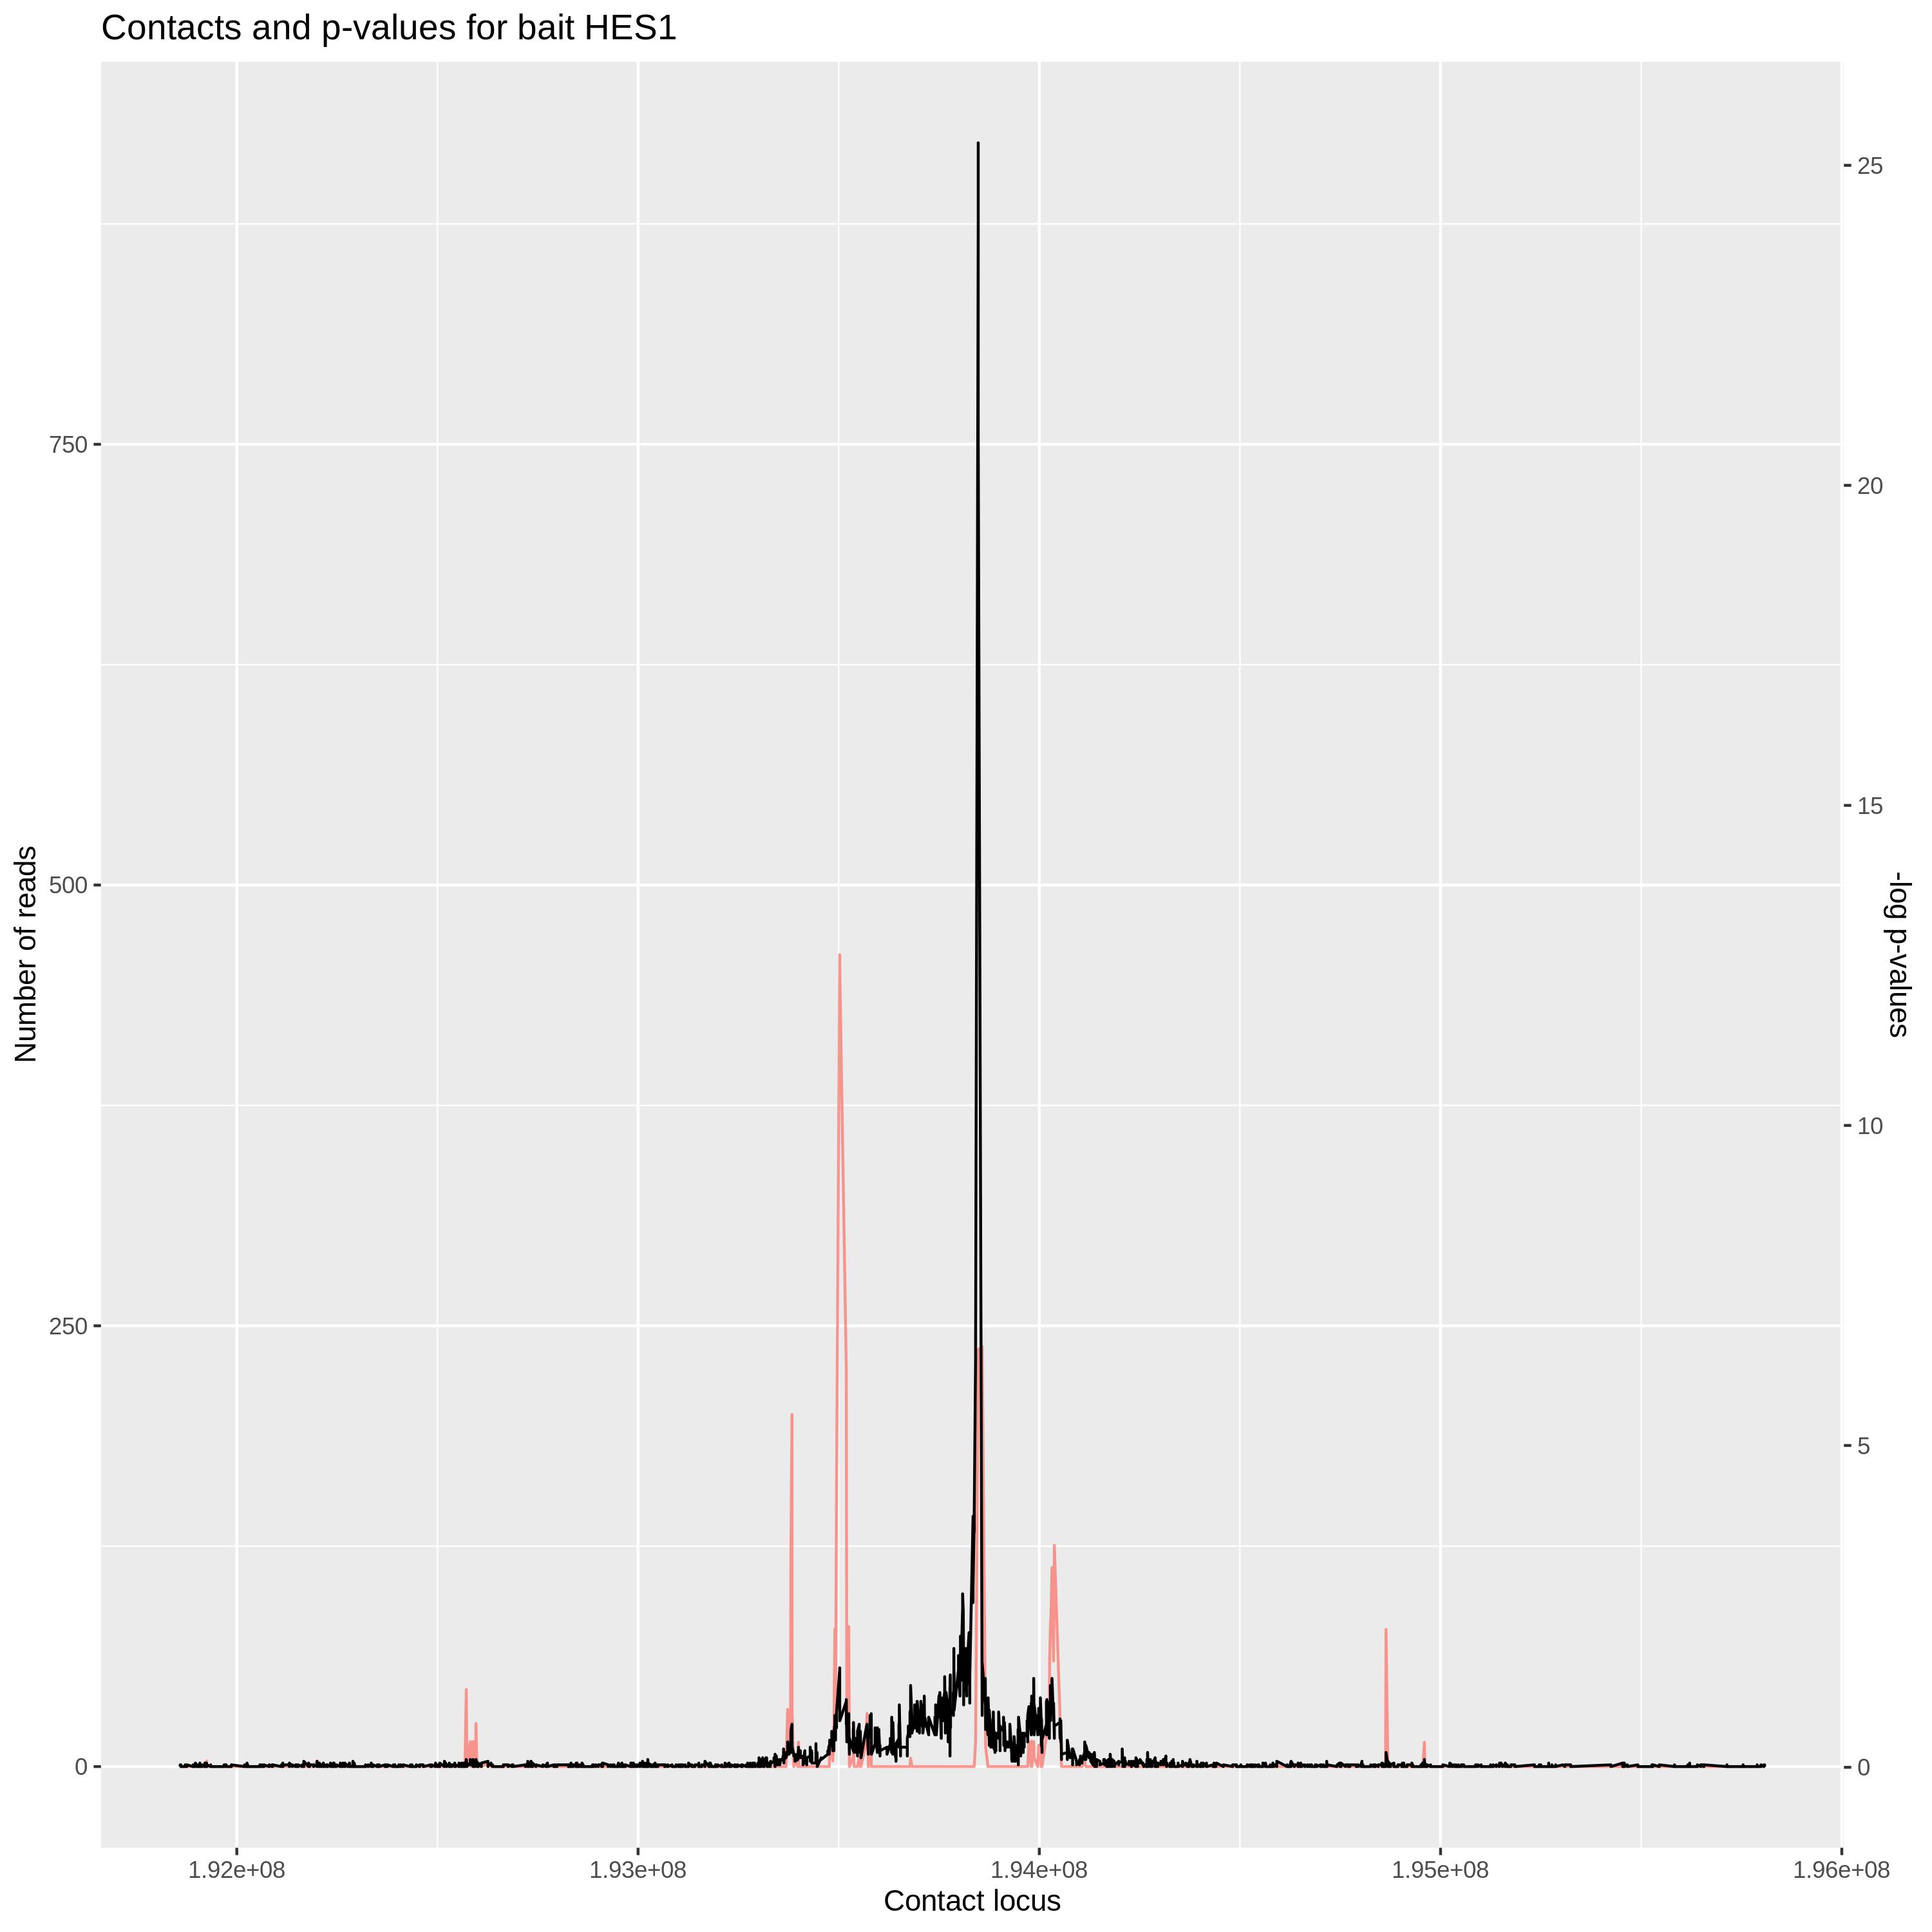 Contacts and p-values for bait HES1
750
500
250
0
Number of reads
25
20
15
10
5
0
-log p-values
1.92e+08
1.93e+08
1.94e+08
1.95e+08
1.96e+08
Contact locus